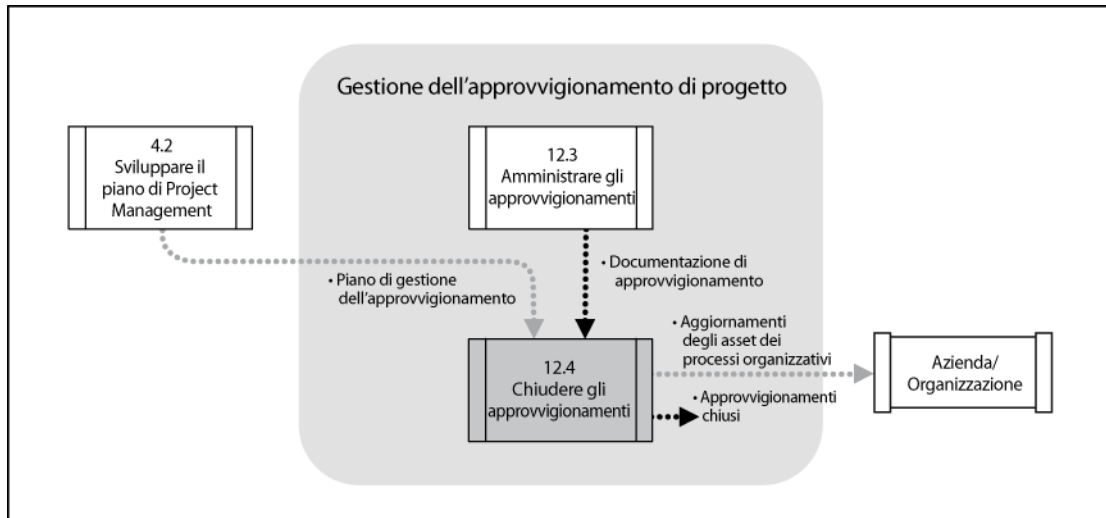 Gestione dell'approvvigionamento di progetto
4.2
Sviluppare il
piano di Project
Management
12.3
Amministrare gli
approvvigionamenti
• Piano di gestione
dell'approvvigionamento
• Documentazione di
approvvigionamento
12.4
Chiudere gli
approvvigionamenti
• Aggiornamenti
degli asset dei
processi organizzativi
• Approvvigionamenti
chiusi
Azienda/
Organizzazione